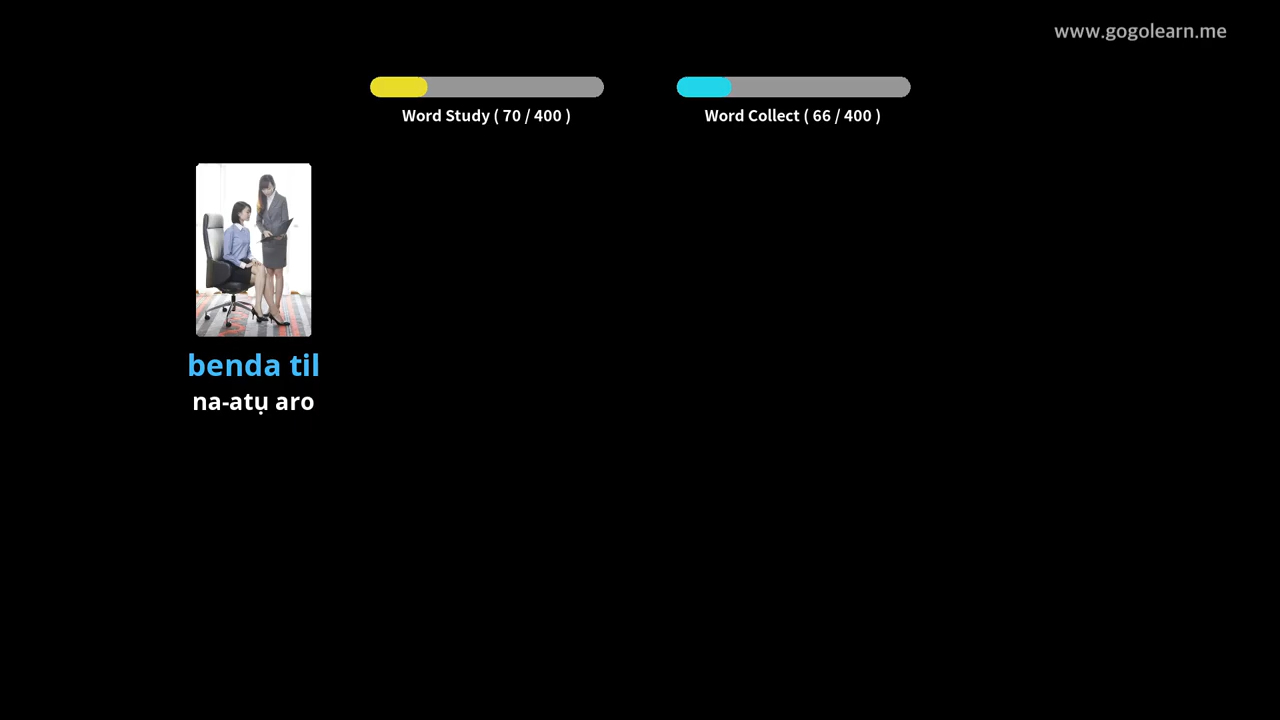 www.gogolearn.me
Word Study ( 70 / 400 )
Word Collect ( 66 / 400 )
benda til
na-atụ aro